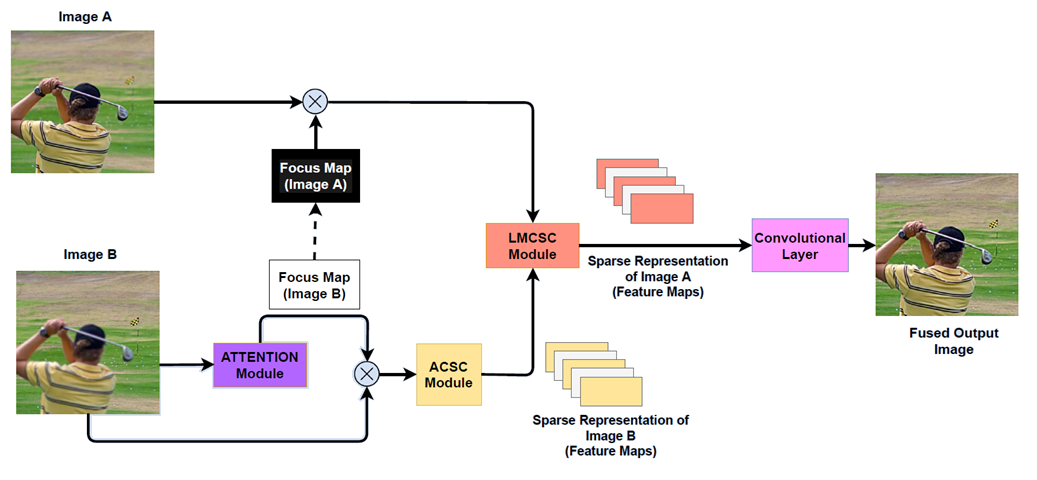 Image A
Focus Map
(Image A)
Image B
Focus Map
(Image B)
ATTENTION
Module
ACSC
Module
LMCSC
Module
Sparse Representation
of Image A
(Feature Maps)
Sparse Representation of
Image B
(Feature Maps)
Convolutional
Layer
Fused Output
Image